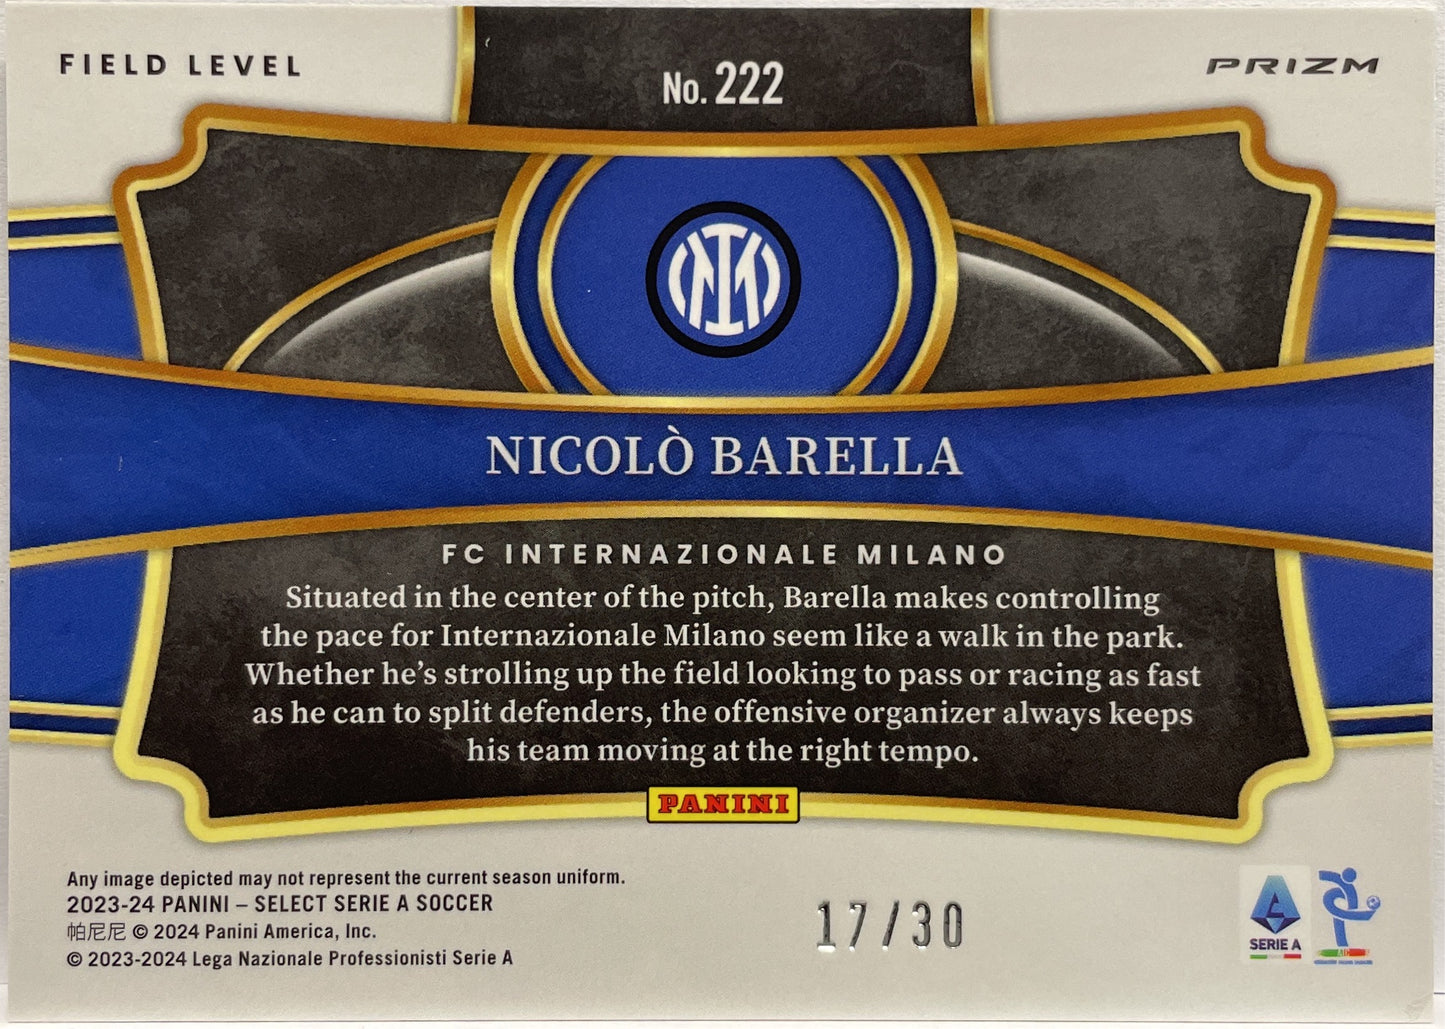 FIELD LEVEL
No. 222
PRIZM
NICOLÒ BARELLA
FC INTERNAZIONALE MILANO
Situated in the center of the pitch, Barella makes controlling
the pace for Internazionale Milano seem like a walk in the park.
Whether he's strolling up the field looking to pass or racing as fast
as he can to split defenders, the offensive organizer always keeps
his team moving at the right tempo.
PANINI
Any image depicted may not represent the current season uniform.
2023-24 PANINI – SELECT SERIE A SOCCER
帕尼尼 © 2024 Panini America, Inc.
© 2023-2024 Lega Nazionale Professionisti Serie A
17/30
SERIE A
AIC